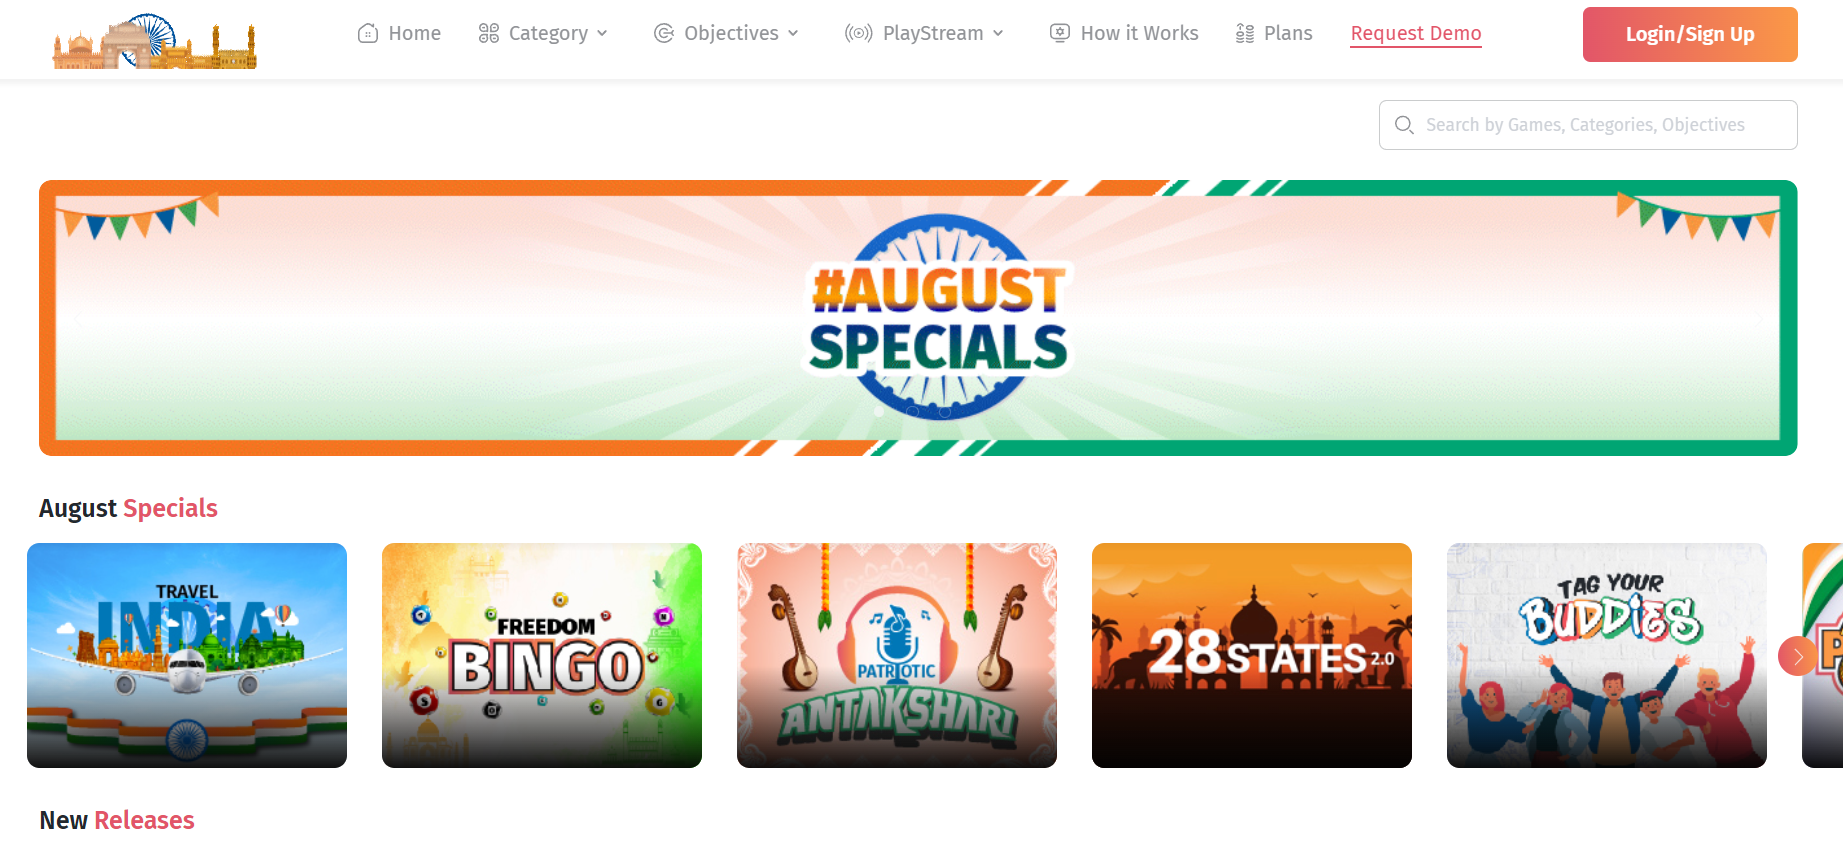 Home
Category
Objectives
PlayStream
How it Works
Plans
Request Demo
Login/Sign Up
Search by Games, Categories, Objectives
#AUGUST
SPECIALS
August Specials
TRAVEL
INDIA
FREEDOM
BINGO
S
G
PATRIOTIC
ANTAKSHARI
28 STATES 2.0
TAG YOUR
BUDDIES
New Releases